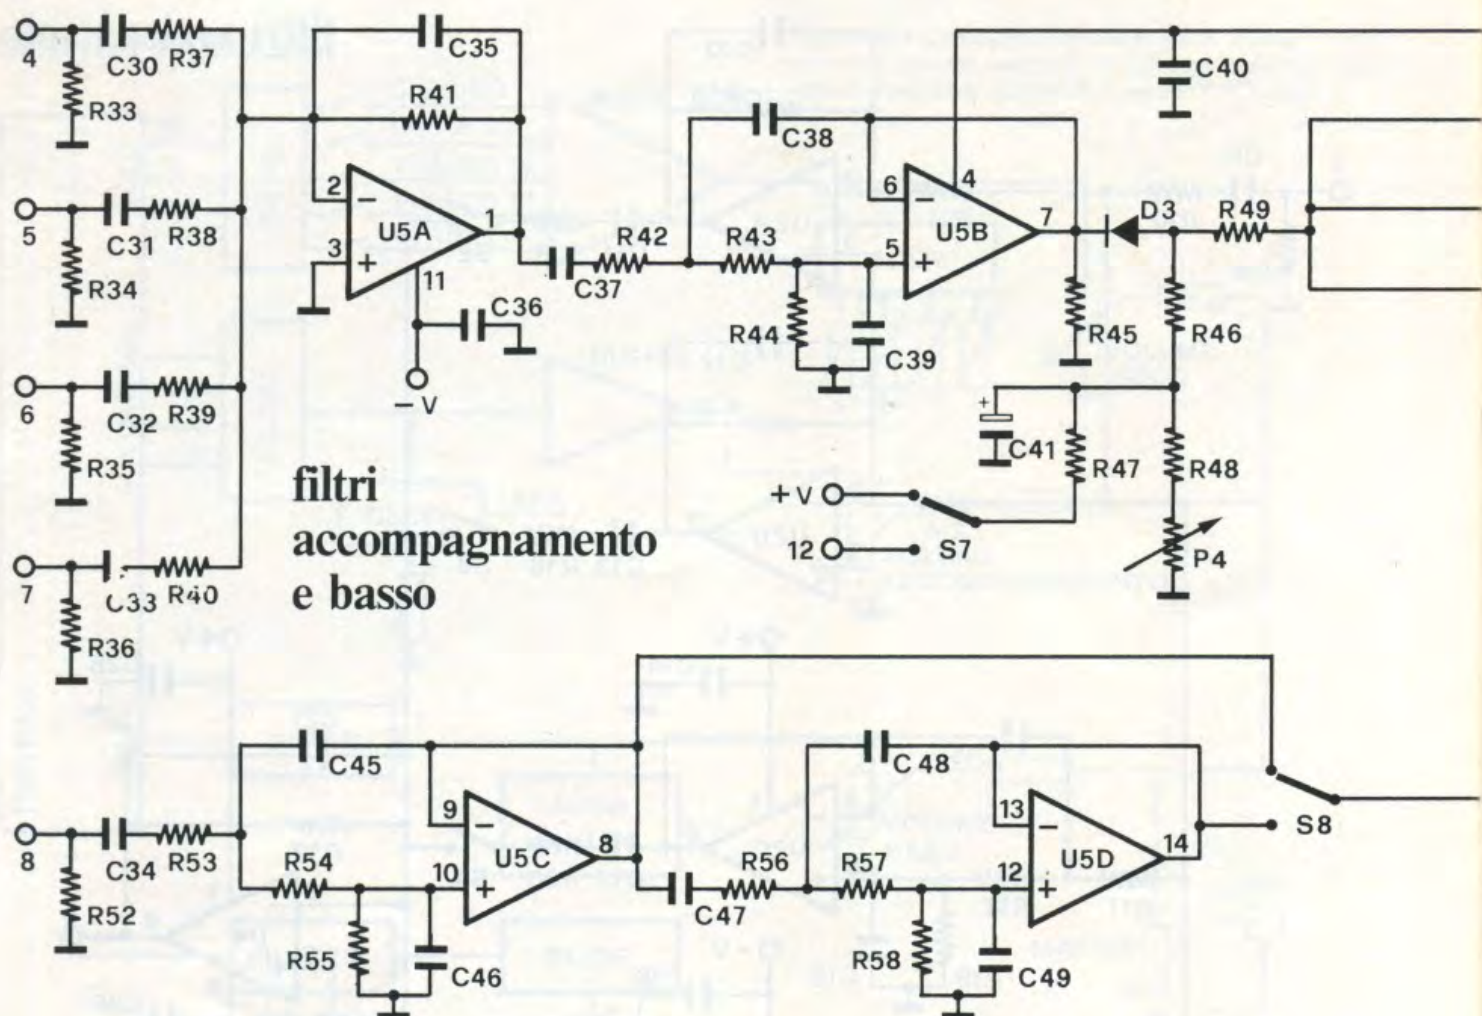 4
C30
R37
R33
C35
R41
2
3
−
+
U5A
1
11
C36
− V
5
C31
R38
R34
6
C32
R39
R35
7
C33
R40
R36
C37
R42
R43
R44
C38
C39
6
5
−
+
U5B
4
7
C40
D3
R49
R45
R46
+
C41
R47
R48
+ V
12
S7
P4
filtri
accompagnamento
e basso
8
C34
R53
R52
C45
R54
R55
C46
9
10
−
+
U5C
8
C47
R56
R57
R58
C48
C49
13
12
−
+
U5D
14
S8